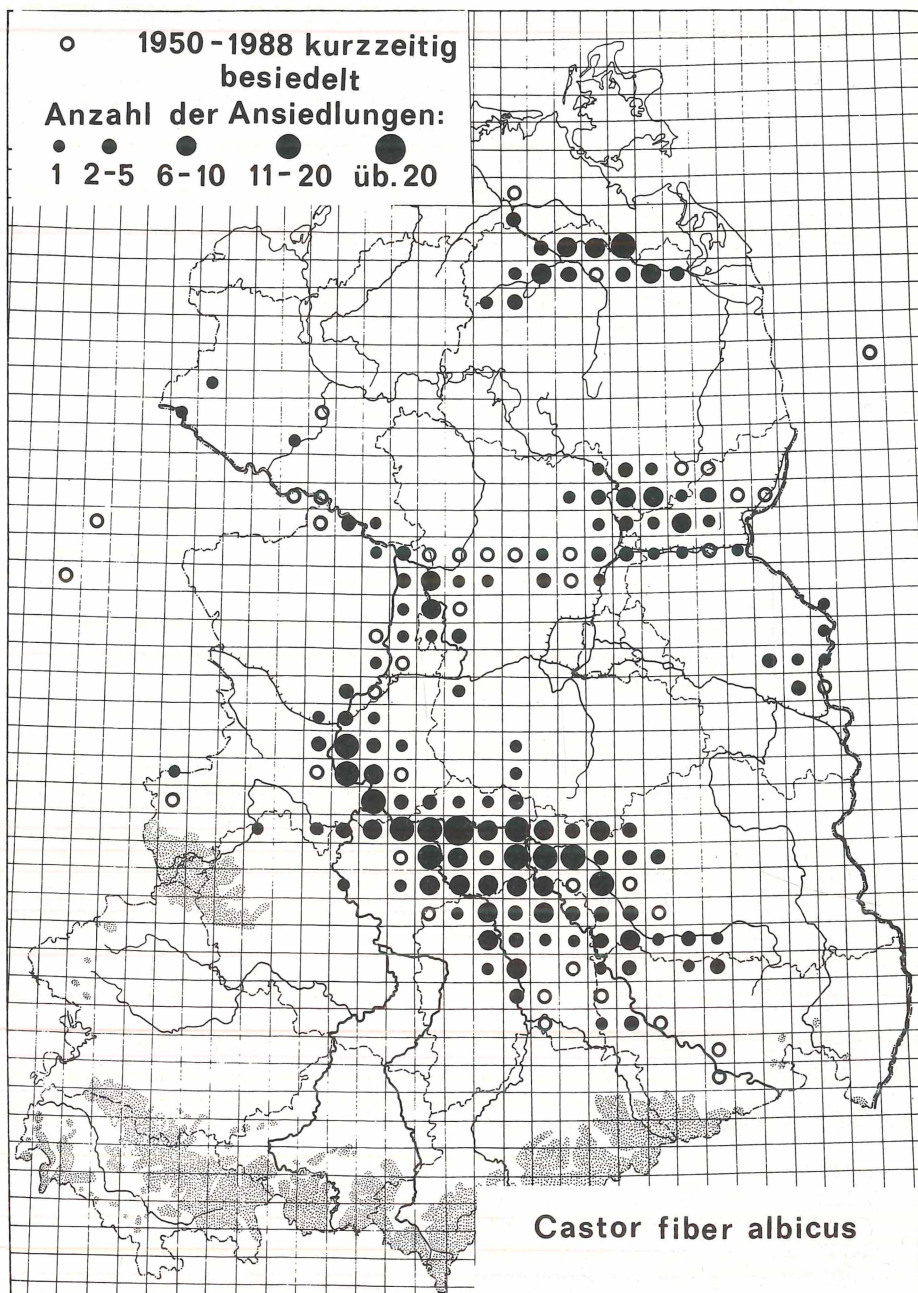 1950-1988 kurzzeitig
besiedelt
Anzahl der Ansiedlungen:
1 2-5 6-10 11-20 üb.20
Castor fiber albicus